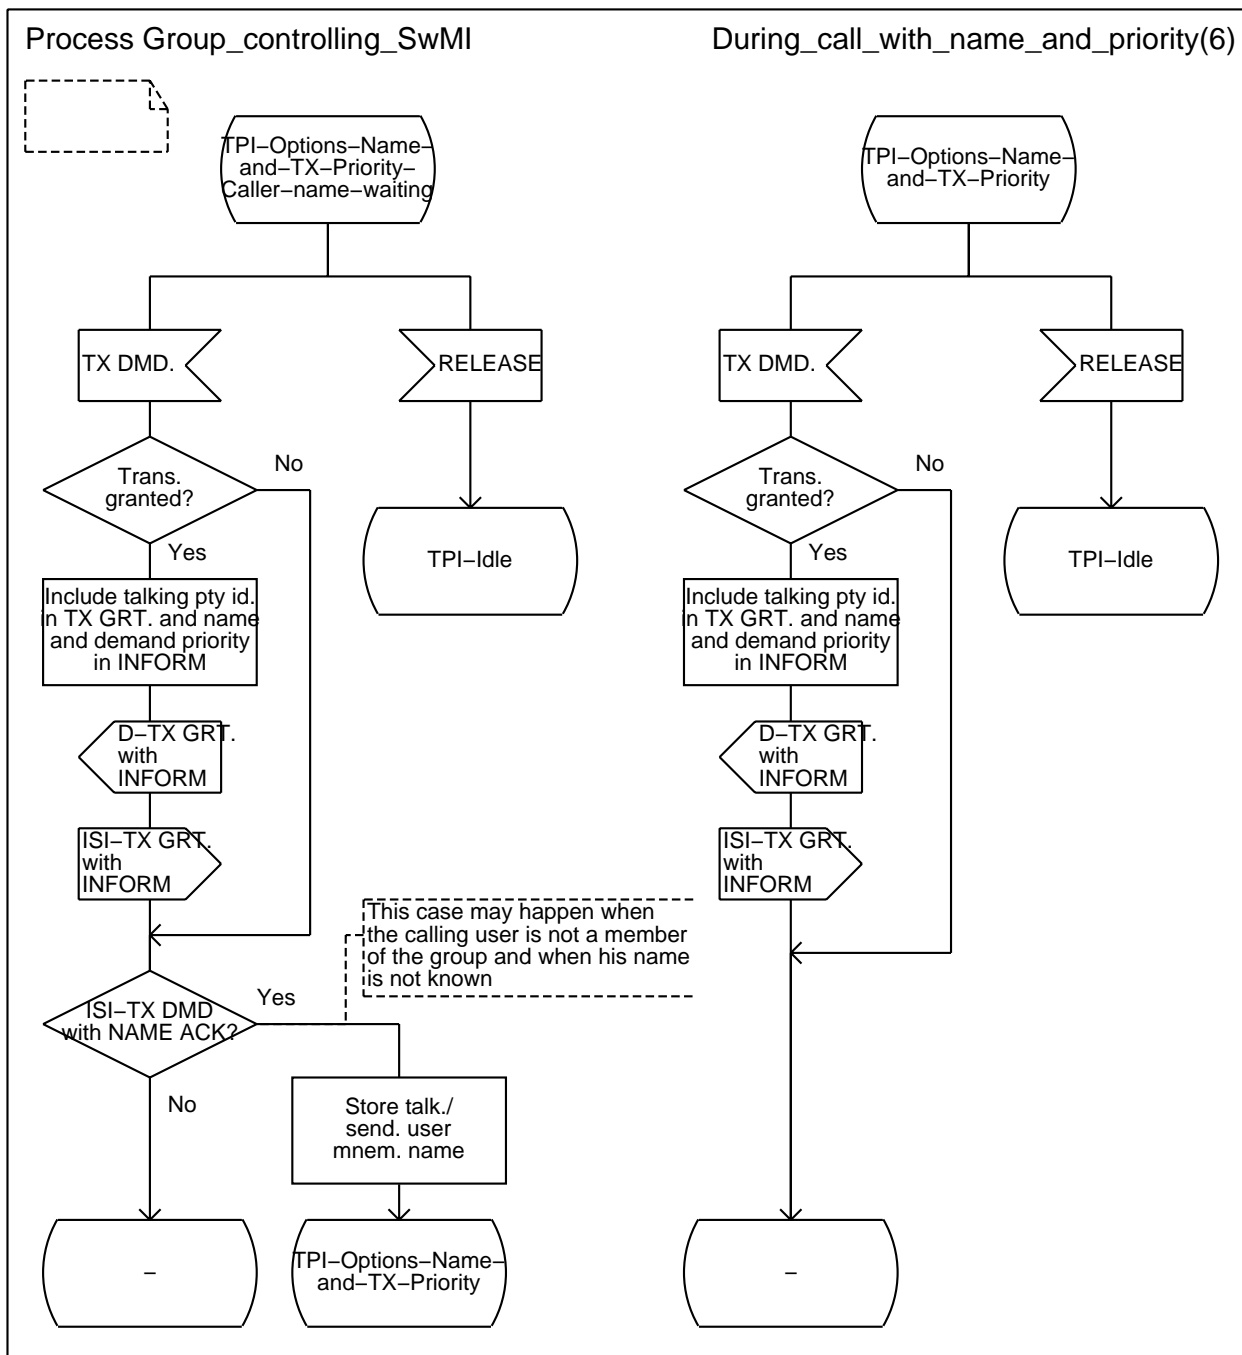 Process Group_controlling_SwMI
During_call_with_name_and_priority(6)
TPI–Options–Name–
and–TX–Priority–
Caller–name–waiting
TX DMD.
RELEASE
Trans.
granted?
No
Yes
TPI–Idle
Include talking pty id.
in TX GRT. and name
and demand priority
in INFORM
D–TX GRT.
with
INFORM
ISI–TX GRT.
with
INFORM
This case may happen when
the calling user is not a member
of the group and when his name
is not known
ISI–TX DMD
with NAME ACK?
Yes
No
Store talk./
send. user
mnem. name
–
TPI–Options–Name–
and–TX–Priority
TPI–Options–Name–
and–TX–Priority
TX DMD.
RELEASE
Trans.
granted?
No
Yes
TPI–Idle
Include talking pty id.
in TX GRT. and name
and demand priority
in INFORM
D–TX GRT.
with
INFORM
ISI–TX GRT.
with
INFORM
–